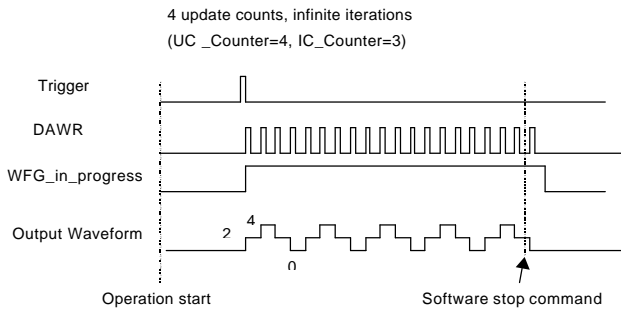 4 update counts, infinite iterations
(UC _Counter=4, IC_Counter=3)
Trigger
DAWR
WFG_in_progress
4
Output Waveform
2
0
Operation start
Software stop command